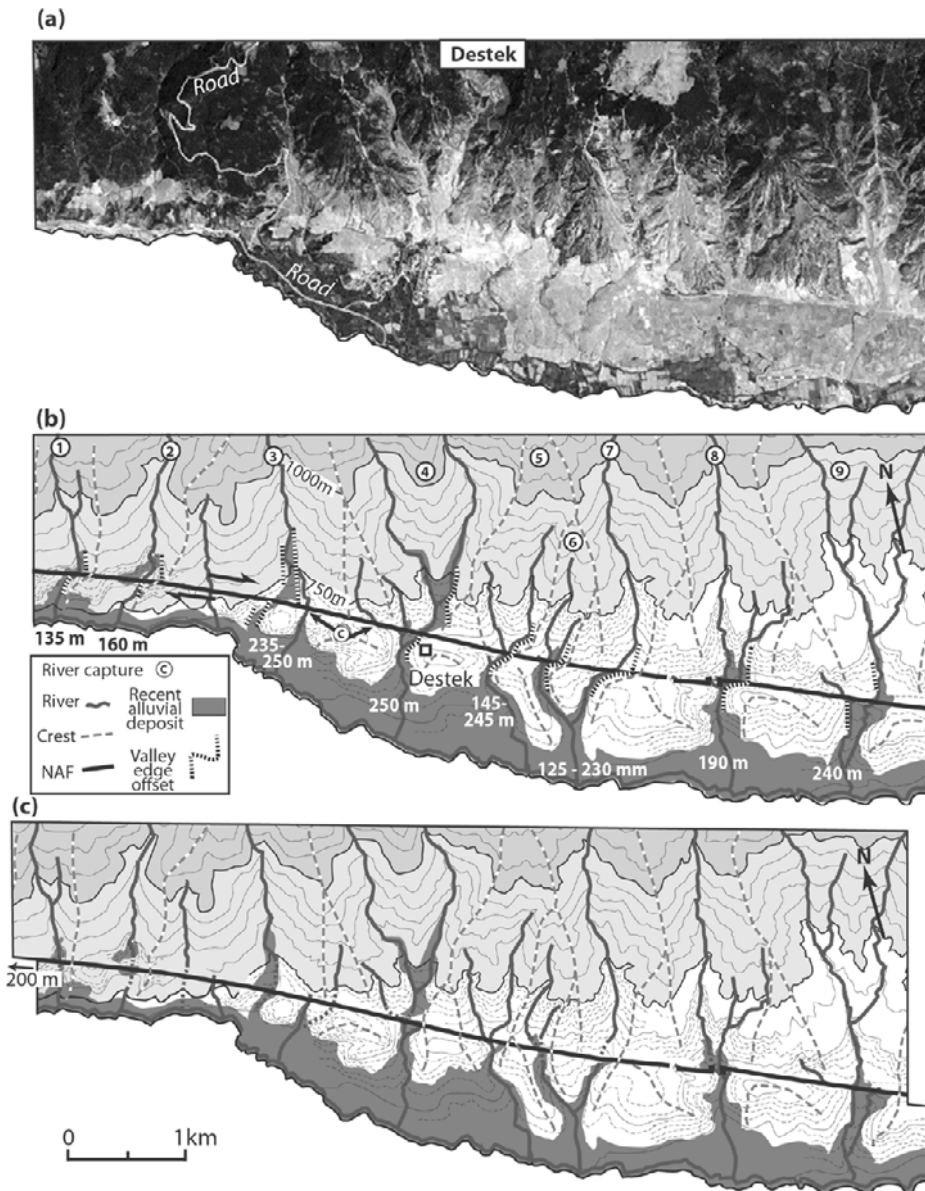 (a)
Destek
Road
Road
(b)
1
2
3
4
5
6
7
8
9
N
1000m
750m
c
135 m
160 m
235-
250 m
250 m
Destek
145-
245 m
125 - 230 mm
190 m
240 m
River capture c
River
Recent
alluvial
deposit
Crest
NAF
Valley
edge
offset
(c)
N
200 m
0
1km